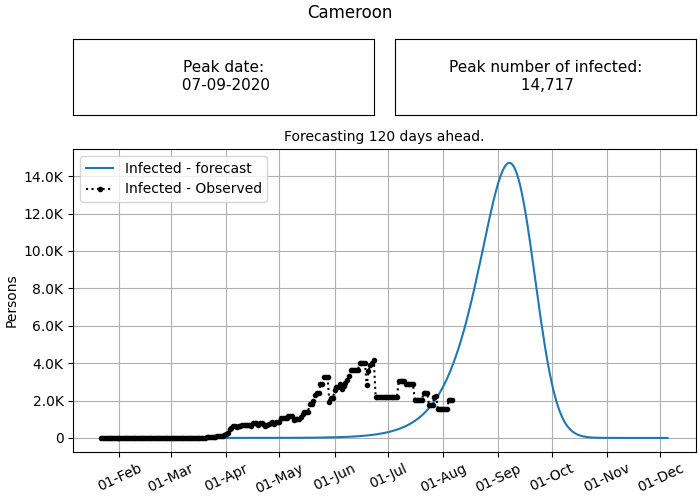 Cameroon
Peak date:
07-09-2020
Peak number of infected:
14,717
Forecasting 120 days ahead.
Infected - forecast
Infected - Observed
14.0K
12.0K
10.0K
8.0K
6.0K
4.0K
2.0K
0
Persons
01-Feb
01-Mar
01-Apr
01-May
01-Jun
01-Jul
01-Aug
01-Sep
01-Oct
01-Nov
01-Dec